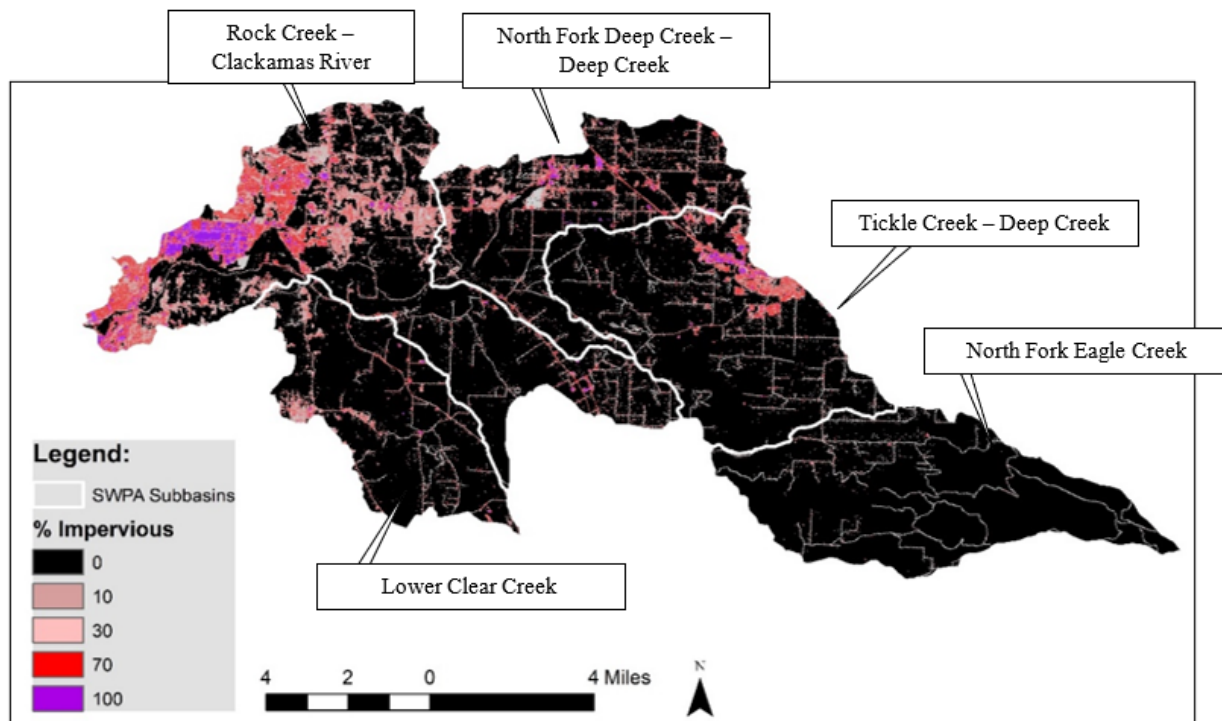 Rock Creek –
Clackamas River
North Fork Deep Creek –
Deep Creek
Tickle Creek – Deep Creek
North Fork Eagle Creek
Lower Clear Creek
Legend:
SWPA Subbasins
% Impervious
0
10
30
70
100
4 2 0 4 Miles
N